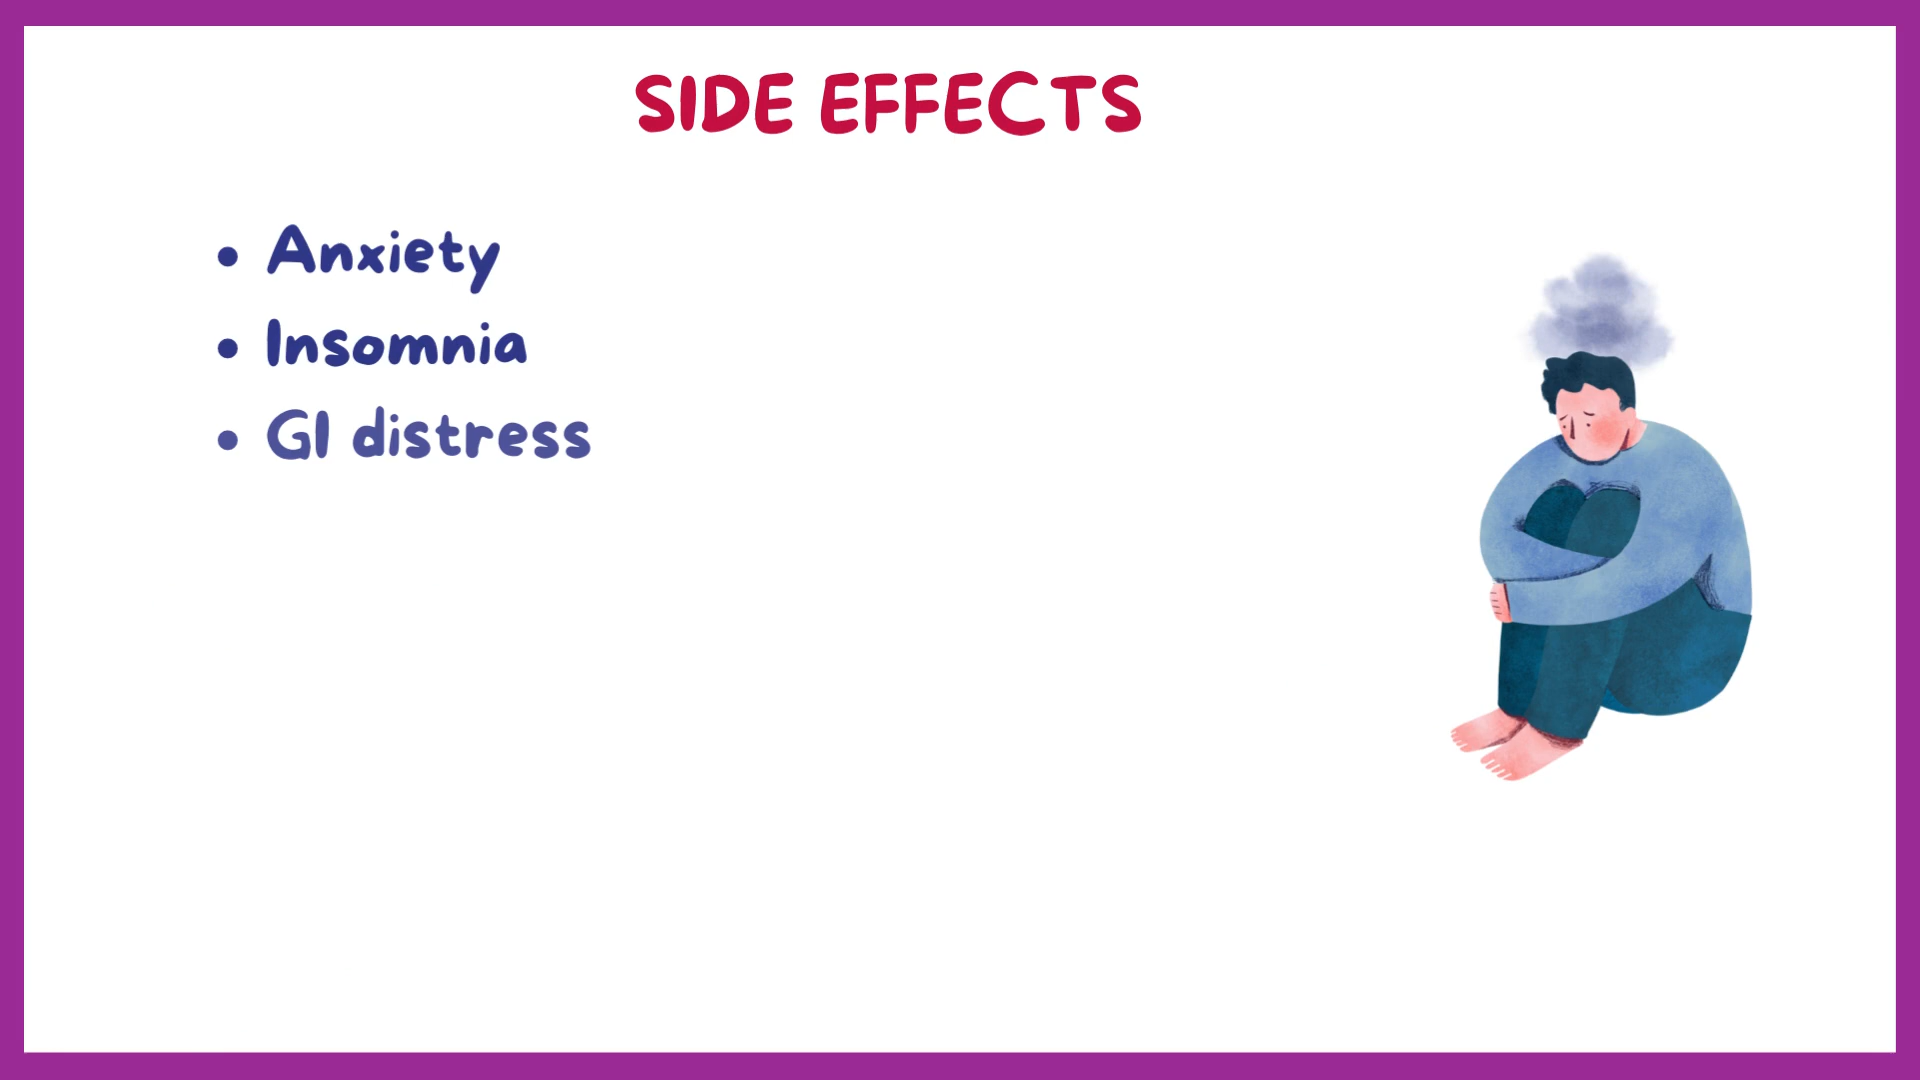 SIDE EFFECTS
• Anxiety
• Insomnia
• GI distress